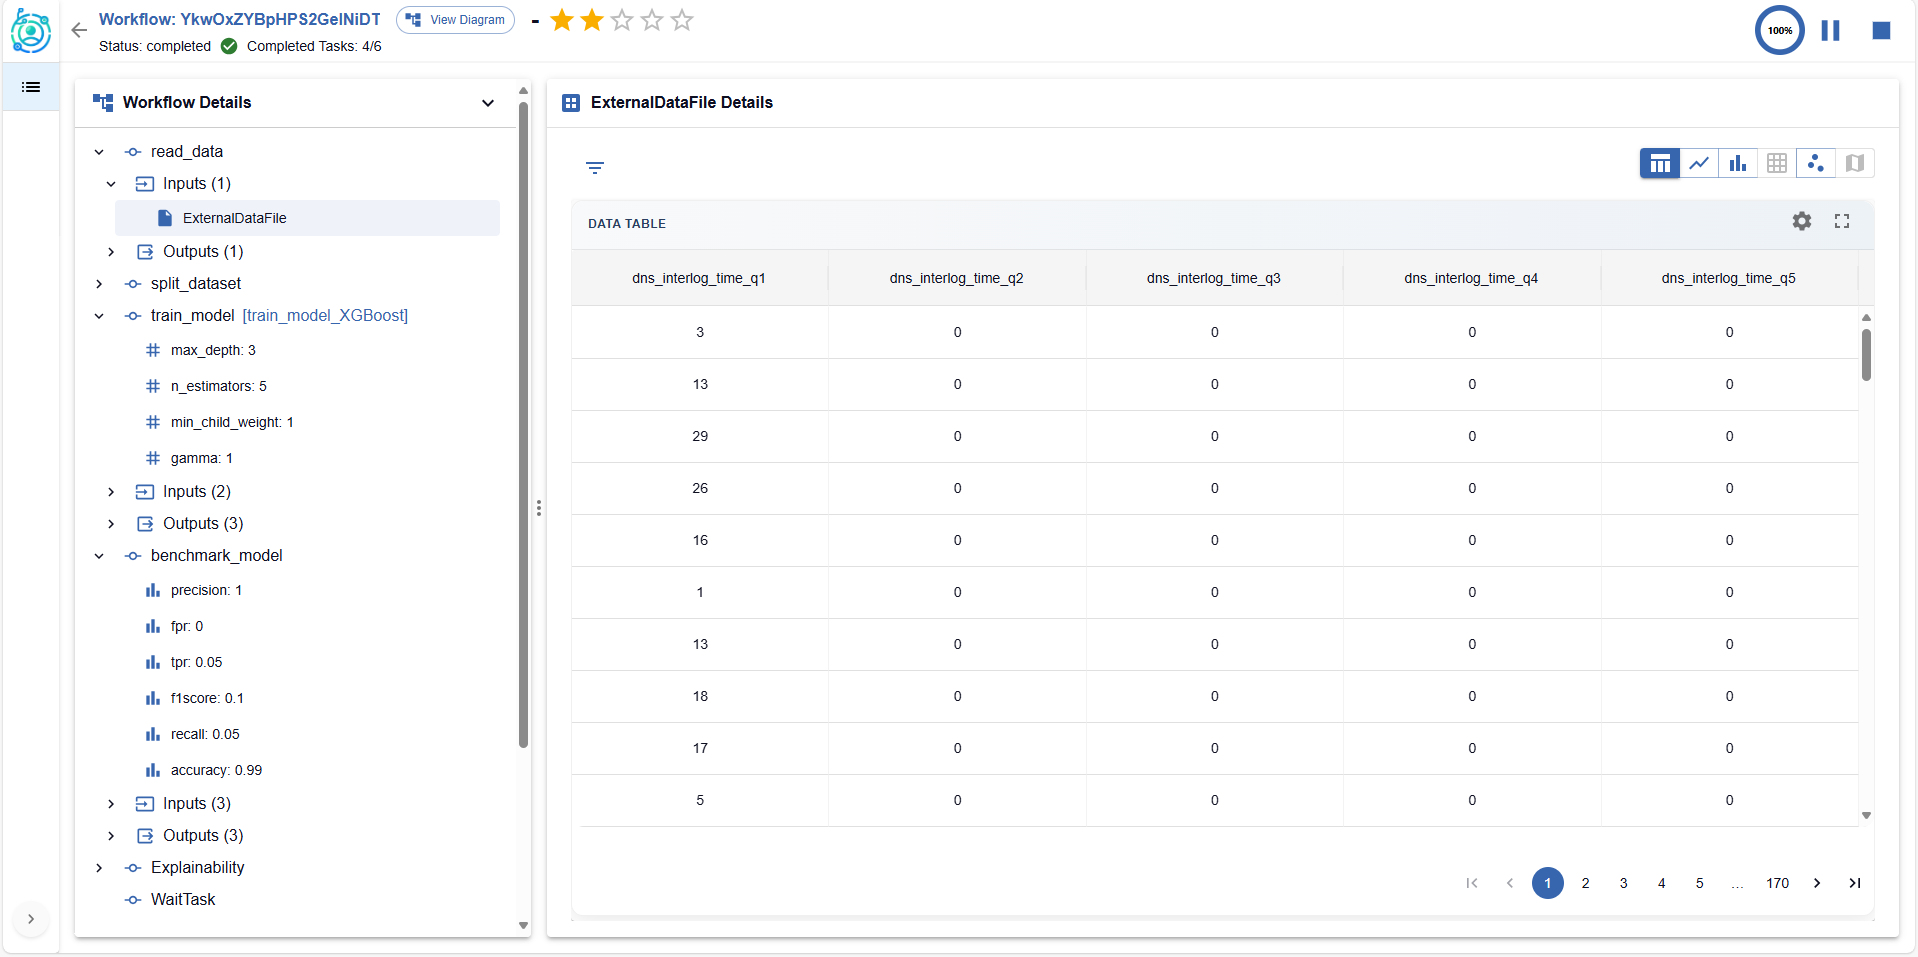 Workflow: YkwOxZYBpHPS2GelNiDT
View Diagram
-
Status: completed
Completed Tasks: 4/6
100%
Workflow Details
read_data
Inputs (1)
ExternalDataFile
Outputs (1)
split_dataset
train_model [train_model_XGBoost]
max_depth: 3
n_estimators: 5
min_child_weight: 1
gamma: 1
Inputs (2)
Outputs (3)
benchmark_model
precision: 1
fpr: 0
tpr: 0.05
f1score: 0.1
recall: 0.05
accuracy: 0.99
Inputs (3)
Outputs (3)
Explainability
WaitTask
ExternalDataFile Details
DATA TABLE
dns_interlog_time_q1 dns_interlog_time_q2 dns_interlog_time_q3 dns_interlog_time_q4 dns_interlog_time_q5
3 0 0 0 0
13 0 0 0 0
29 0 0 0 0
26 0 0 0 0
16 0 0 0 0
1 0 0 0 0
13 0 0 0 0
18 0 0 0 0
17 0 0 0 0
5 0 0 0 0
1 2 3 4 5 ... 170